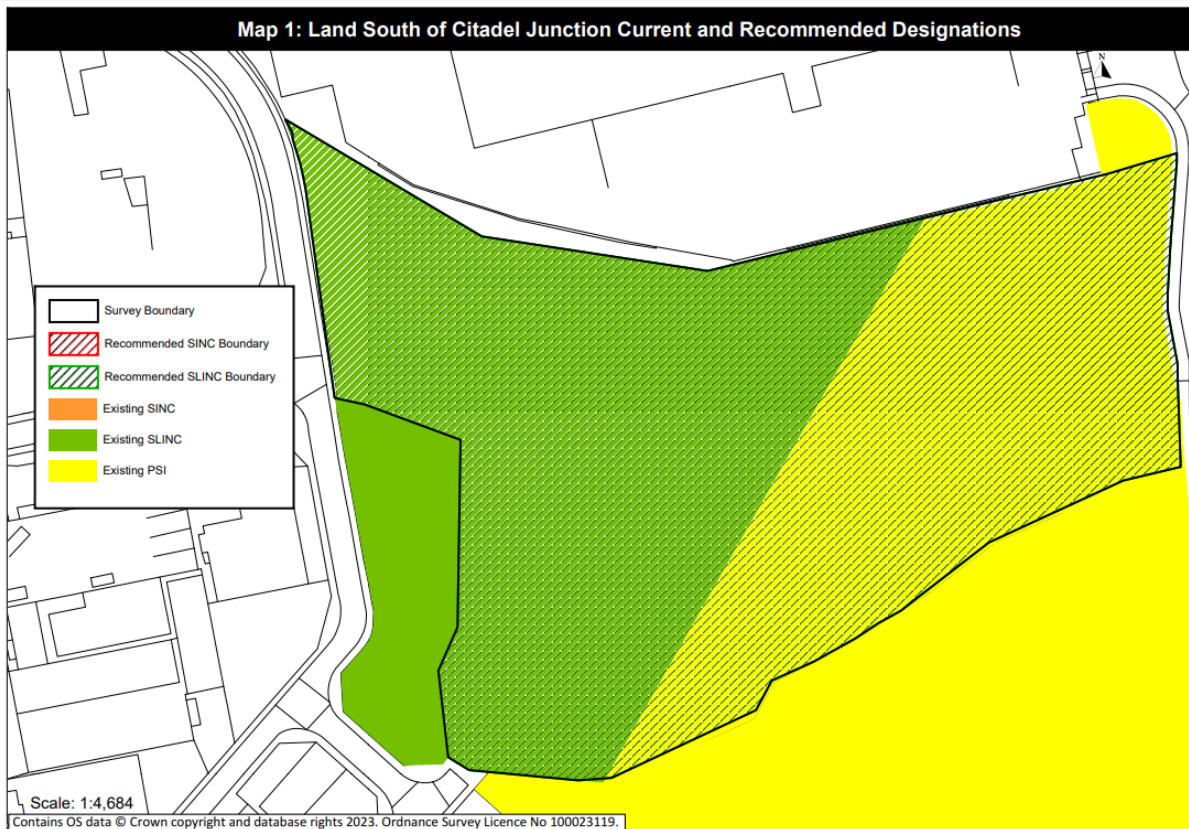 Map 1: Land South of Citadel Junction Current and Recommended Designations
N
Survey Boundary
Recommended SINC Boundary
Recommended SLINC Boundary
Existing SINC
Existing SLINC
Existing PSI
Scale: 1:4,684
Contains OS data © Crown copyright and database rights 2023. Ordnance Survey Licence No 100023119.